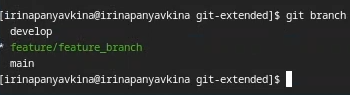 [irinapanyavkina@irinapanyavkina git-extended]$ git branch
develop
* feature/feature_branch
main
[irinapanyavkina@irinapanyavkina git-extended]$